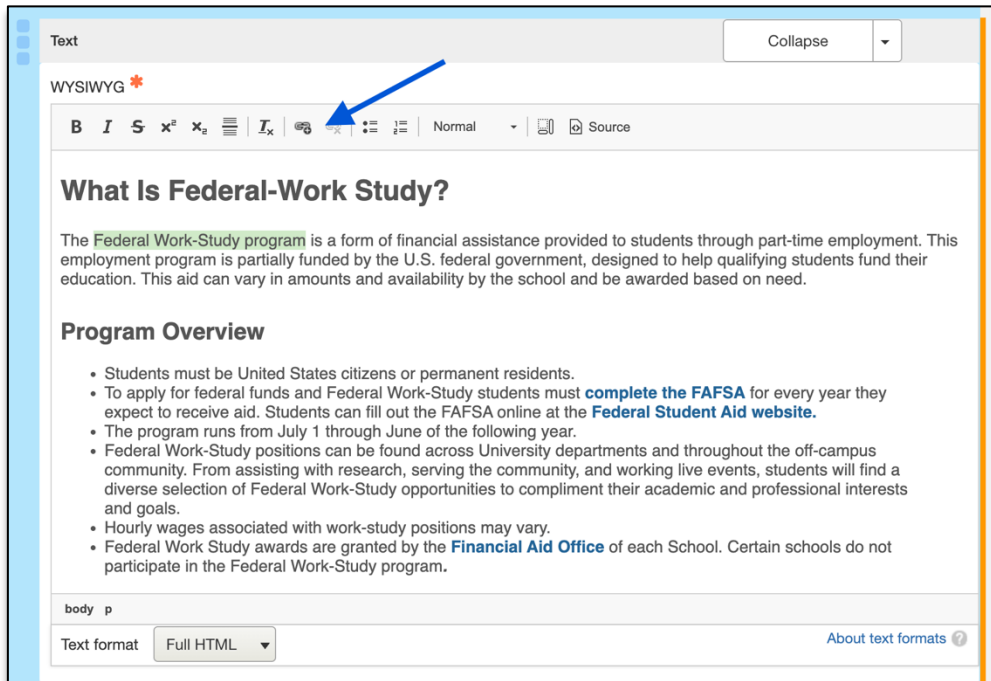 Text
Collapse
WYSIWYG *
B I S x² x₂ Tx Normal Source
What Is Federal-Work Study?
The Federal Work-Study program is a form of financial assistance provided to students through part-time employment. This
employment program is partially funded by the U.S. federal government, designed to help qualifying students fund their
education. This aid can vary in amounts and availability by the school and be awarded based on need.
Program Overview
• Students must be United States citizens or permanent residents.
• To apply for federal funds and Federal Work-Study students must complete the FAFSA for every year they
expect to receive aid. Students can fill out the FAFSA online at the Federal Student Aid website.
• The program runs from July 1 through June of the following year.
• Federal Work-Study positions can be found across University departments and throughout the off-campus
community. From assisting with research, serving the community, and working live events, students will find a
diverse selection of Federal Work-Study opportunities to compliment their academic and professional interests
and goals.
• Hourly wages associated with work-study positions may vary.
• Federal Work Study awards are granted by the Financial Aid Office of each School. Certain schools do not
participate in the Federal Work-Study program.
body p
Text format Full HTML About text formats ?